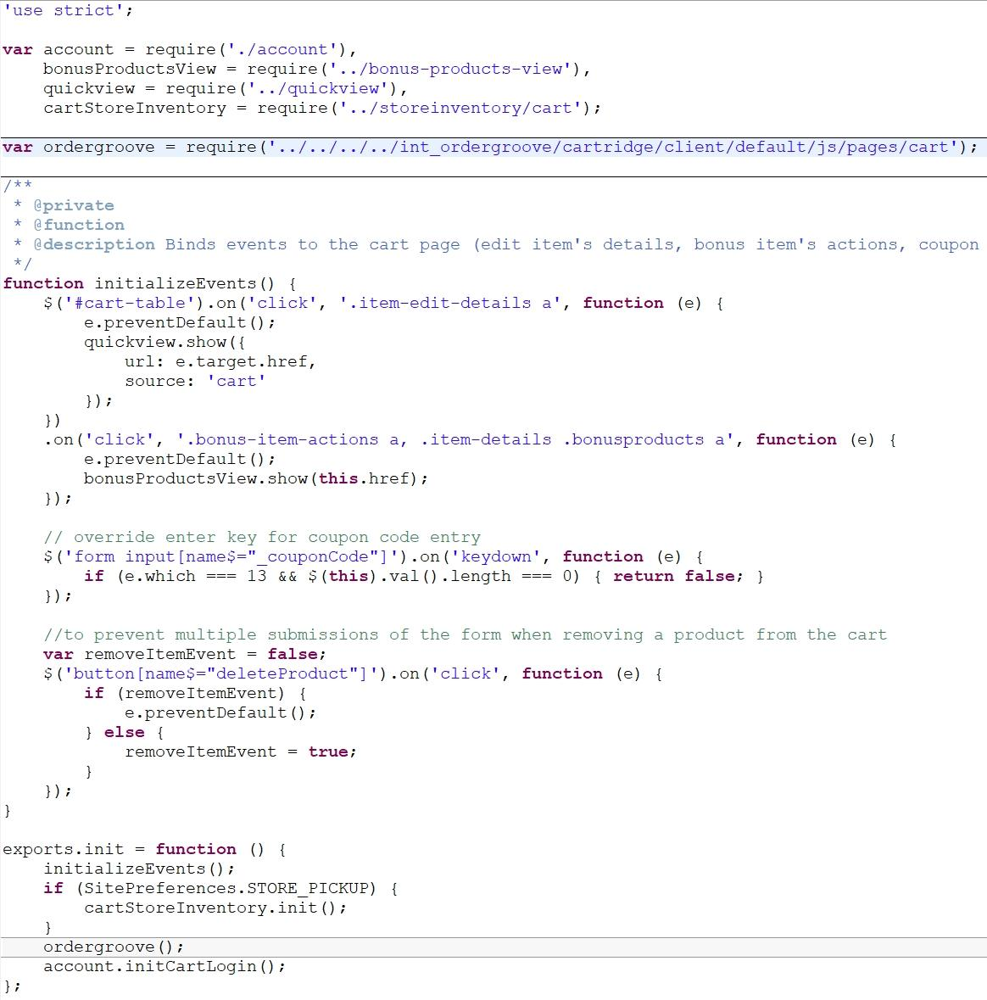 'use strict';
var account = require('./account'),
    bonusProductsView = require('../bonus-products-view'),
    quickview = require('../quickview'),
    cartStoreInventory = require('../storeinventory/cart');
var ordergroove = require('../../../../int_ordergroove/cartridge/client/default/js/pages/cart');
/**
 * @private
 * @function
 * @description Binds events to the cart page (edit item's details, bonus item's actions, coupon
 */
function initializeEvents() {
    $('#cart-table').on('click', '.item-edit-details a', function (e) {
        e.preventDefault();
        quickview.show({
            url: e.target.href,
            source: 'cart'
        });
    })
    .on('click', '.bonus-item-actions a, .item-details .bonusproducts a', function (e) {
        e.preventDefault();
        bonusProductsView.show(this.href);
    });
    // override enter key for coupon code entry
    $('form input[name$="_couponCode"]').on('keydown', function (e) {
        if (e.which === 13 && $(this).val().length === 0) { return false; }
    });
    //to prevent multiple submissions of the form when removing a product from the cart
    var removeItemEvent = false;
    $('button[name$="deleteProduct"]').on('click', function (e) {
        if (removeItemEvent) {
            e.preventDefault();
        } else {
            removeItemEvent = true;
        }
    });
}
exports.init = function () {
    initializeEvents();
    if (SitePreferences.STORE_PICKUP) {
        cartStoreInventory.init();
    }
    ordergroove();
    account.initCartLogin();
};